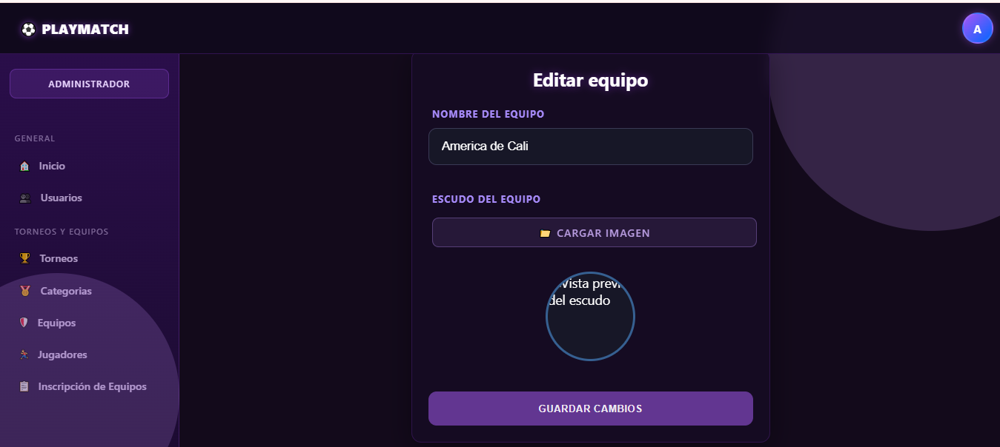 PLAYMATCH
A
ADMINISTRADOR
GENERAL
Inicio
Usuarios
TORNEOS Y EQUIPOS
Torneos
Categorias
Equipos
Jugadores
Inscripción de Equipos
Editar equipo
NOMBRE DEL EQUIPO
America de Cali
ESCUDO DEL EQUIPO
CARGAR IMAGEN
Vista previ
del escudo
GUARDAR CAMBIOS